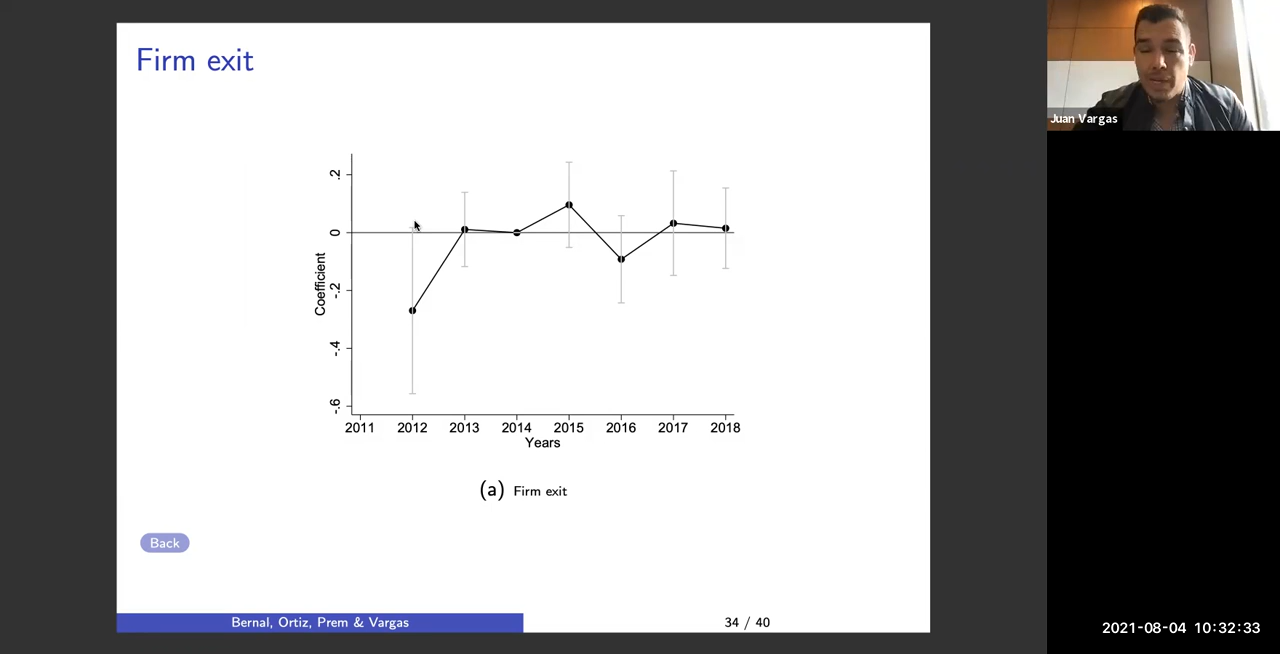 Firm exit
Juan Vargas
.2
0
-.2
-.4
-.6
Coefficient
2011 2012 2013 2014 2015 2016 2017 2018
Years
(a) Firm exit
Back
Bernal, Ortiz, Prem & Vargas
34 / 40
2021-08-04 10:32:33